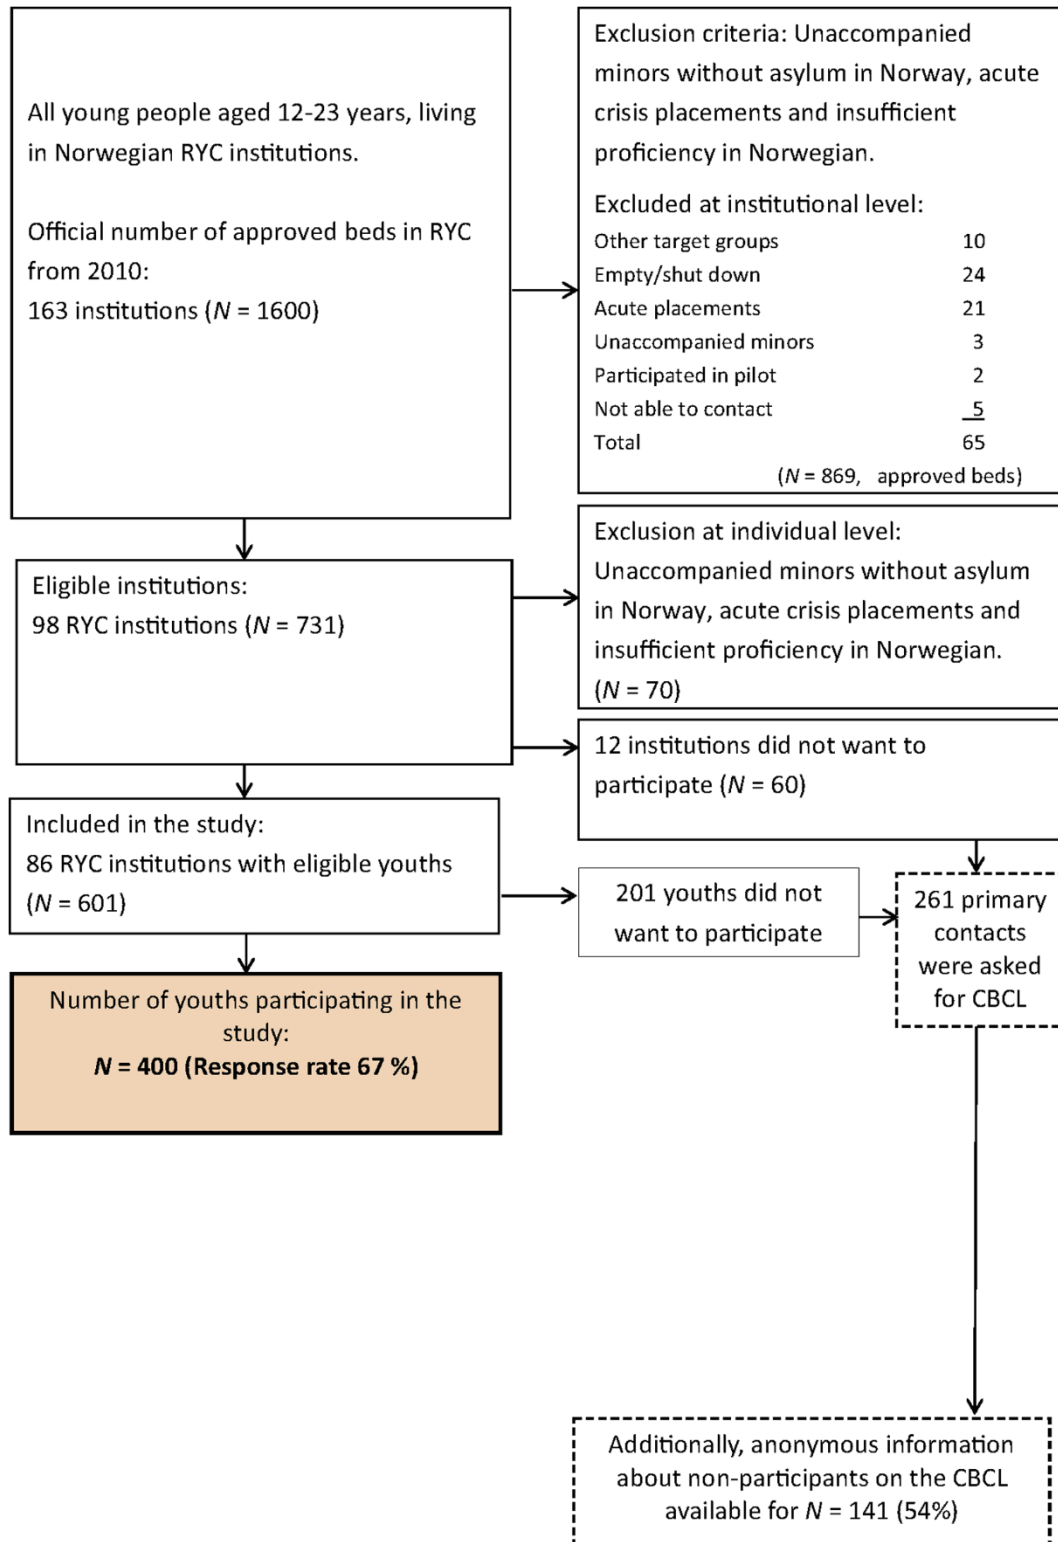 All young people aged 12-23 years, living
in Norwegian RYC institutions.
Official number of approved beds in RYC
from 2010:
163 institutions (N = 1600)
Exclusion criteria: Unaccompanied
minors without asylum in Norway, acute
crisis placements and insufficient
proficiency in Norwegian.
Excluded at institutional level:
Other target groups 10
Empty/shut down 24
Acute placements 21
Unaccompanied minors 3
Participated in pilot 2
Not able to contact 5
Total 65
(N = 869, approved beds)
Eligible institutions:
98 RYC institutions (N = 731)
Exclusion at individual level:
Unaccompanied minors without asylum
in Norway, acute crisis placements and
insufficient proficiency in Norwegian.
(N = 70)
12 institutions did not want to
participate (N = 60)
Included in the study:
86 RYC institutions with eligible youths
(N = 601)
201 youths did not
want to participate
261 primary
contacts
were asked
for CBCL
Number of youths participating in the
study:
N = 400 (Response rate 67 %)
Additionally, anonymous information
about non-participants on the CBCL
available for N = 141 (54%)